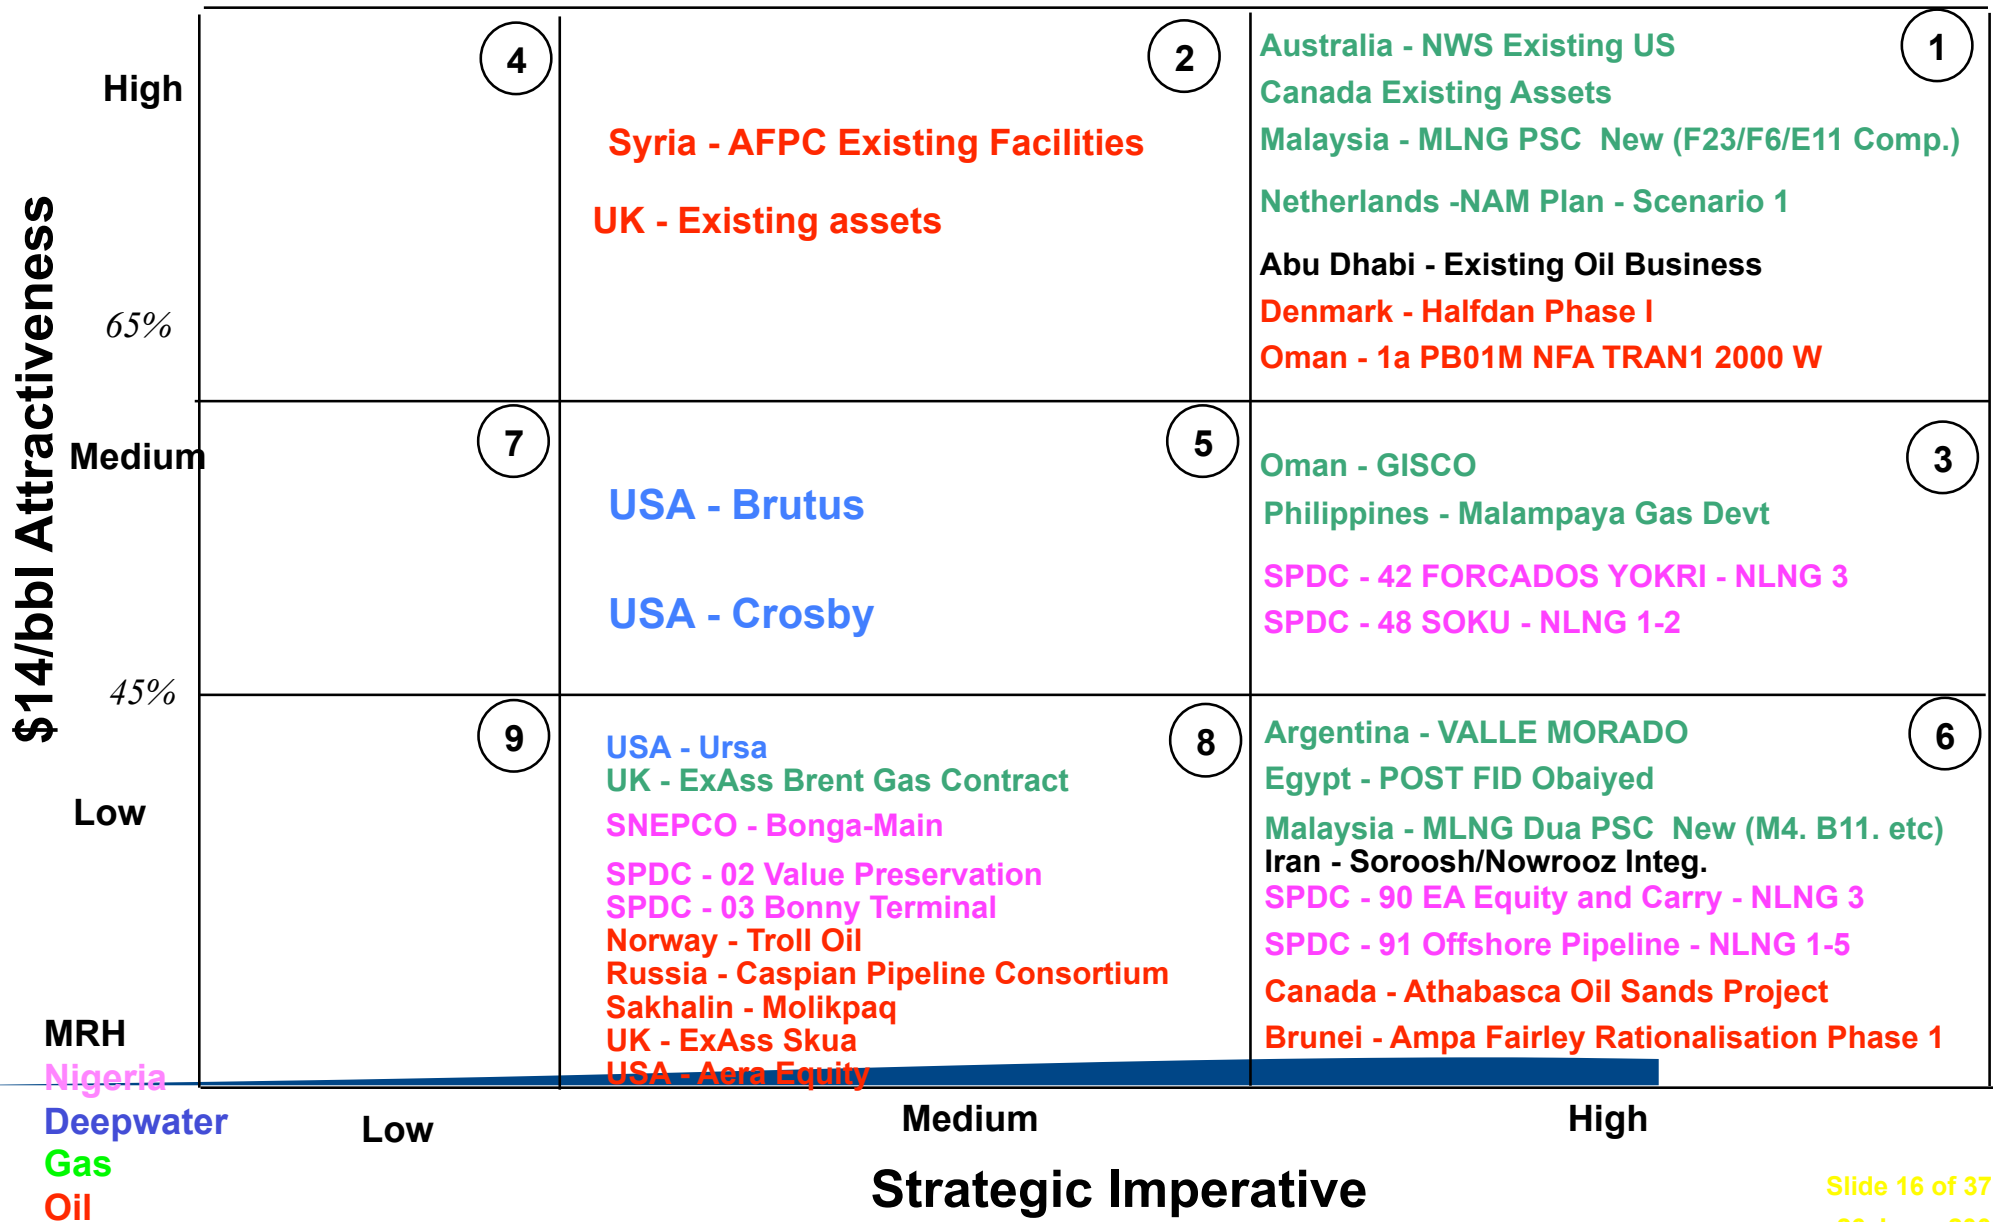 High
4
2
1
Syria - AFPC Existing Facilities
UK - Existing assets
Australia - NWS Existing US
Canada Existing Assets
Malaysia - MLNG PSC  New (F23/F6/E11 Comp.)
Netherlands -NAM Plan - Scenario 1
Abu Dhabi - Existing Oil Business
Denmark - Halfdan Phase I
Oman - 1a PB01M NFA TRAN1 2000 W
$14/bbl Attractiveness
65%
Medium
7
5
3
USA - Brutus
USA - Crosby
Oman - GISCO
Philippines - Malampaya Gas Devt
SPDC - 42 FORCADOS YOKRI - NLNG 3
SPDC - 48 SOKU - NLNG 1-2
45%
Low
9
8
6
USA - Ursa
UK - ExAss Brent Gas Contract
SNEPCO - Bonga-Main
SPDC - 02 Value Preservation
SPDC - 03 Bonny Terminal
Norway - Troll Oil
Russia - Caspian Pipeline Consortium
Sakhalin - Molikpaq
UK - ExAss Skua
USA - Aera Equity
Argentina - VALLE MORADO
Egypt - POST FID Obaiyed
Malaysia - MLNG Dua PSC  New (M4. B11. etc)
Iran - Soroosh/Nowrooz Integ.
SPDC - 90 EA Equity and Carry - NLNG 3
SPDC - 91 Offshore Pipeline - NLNG 1-5
Canada - Athabasca Oil Sands Project
Brunei - Ampa Fairley Rationalisation Phase 1
MRH
Nigeria
Deepwater
Gas
Oil
Low
Medium
High
Strategic Imperative
Slide 16 of 37